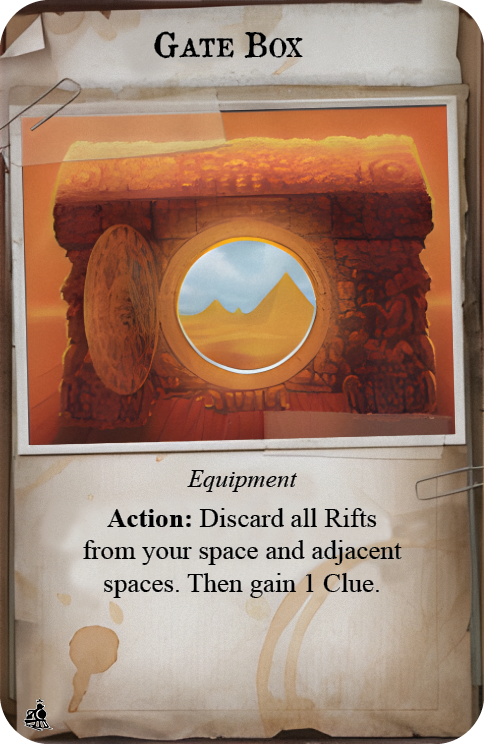 Gate Box
Equipment
Action: Discard all Rifts
from your space and adjacent
spaces. Then gain 1 Clue.